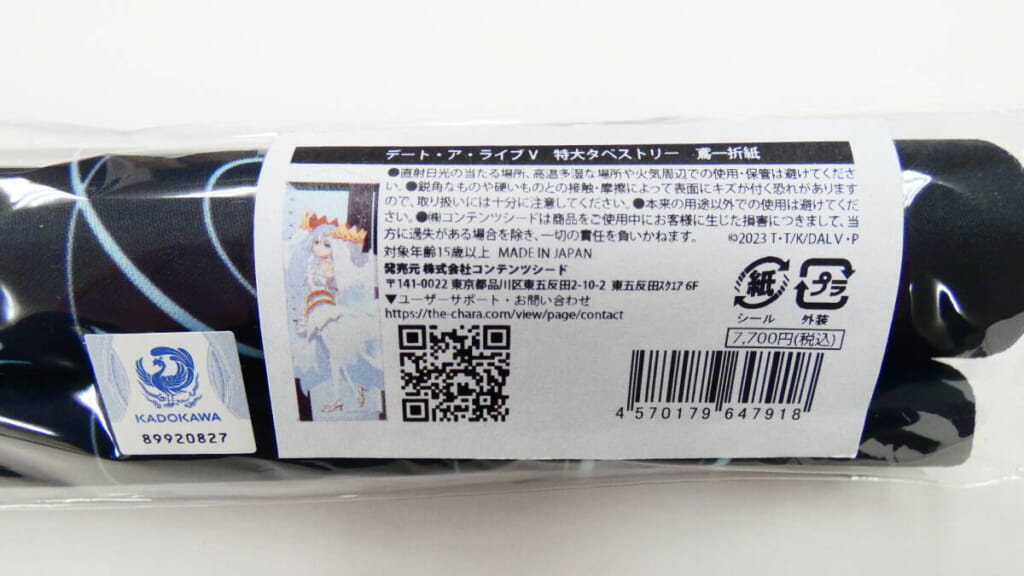 デート・ア・ライブV 特大タペストリー 鳶一折紙
●直射日光の当たる場所、高温多湿な場所や火気周辺での使用・保管は避けてくださ
い。●鋭角なものや硬いものとの接触・摩擦によって表面にキズが付く恐れがあります
ので、取り扱いには十分に注意してください。●本来の用途以外での使用は避けてくだ
さい。●㈱コンテンツシードは商品をご使用中にお客様に生じた損害につきまして、当
方に過失がある場合を除き、一切の責任を負いかねます。 ©2023 T・T/K/DAL V・P
対象年齢15歳以上 MADE IN JAPAN
発売元 株式会社コンテンツシード
〒141-0022 東京都品川区東五反田2-10-2 東五反田ｽｸｴｱ 6F
▼ユーザーサポート・お問い合わせ
https://the-chara.com/view/page/contact
紙 プラ
シール 外装
7,700円(税込)
4 570179 647918
KADOKAWA
89920827